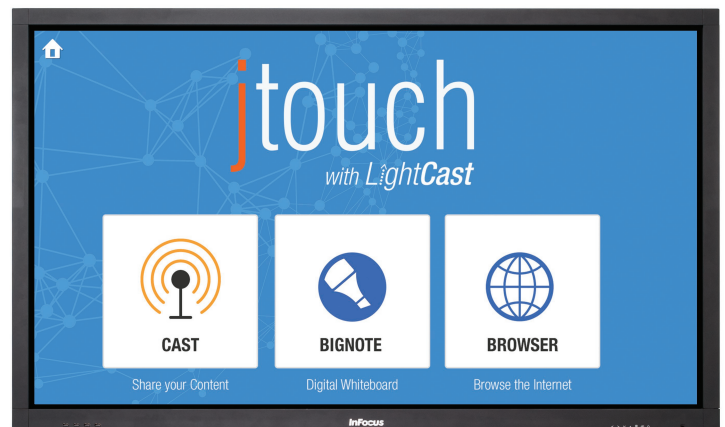 jtouch
with LightCast
CAST
BIGNOTE
BROWSER
Share your Content
Digital Whiteboard
Browse the Internet
InFocus